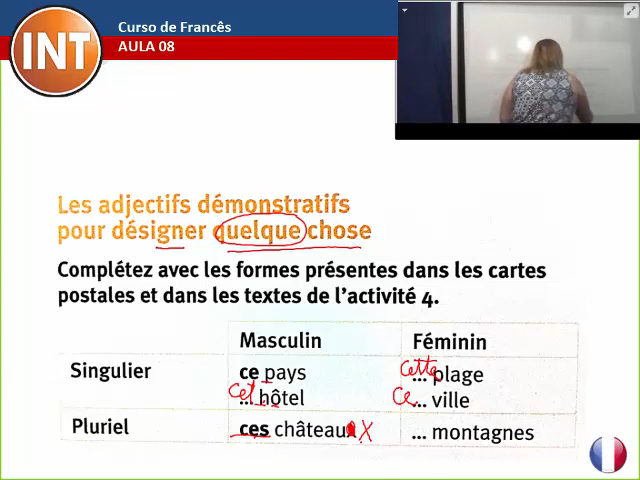 INT
Curso de Francês
AULA 08
Les adjectifs démonstratifs
pour désigner quelque chose
Complétez avec les formes présentes dans les cartes
postales et dans les textes de l'activité 4.
Masculin Féminin
Singulier ce pays cette ... plage
cet ... hôtel ce ... ville
Pluriel ces châteaux x ... montagnes